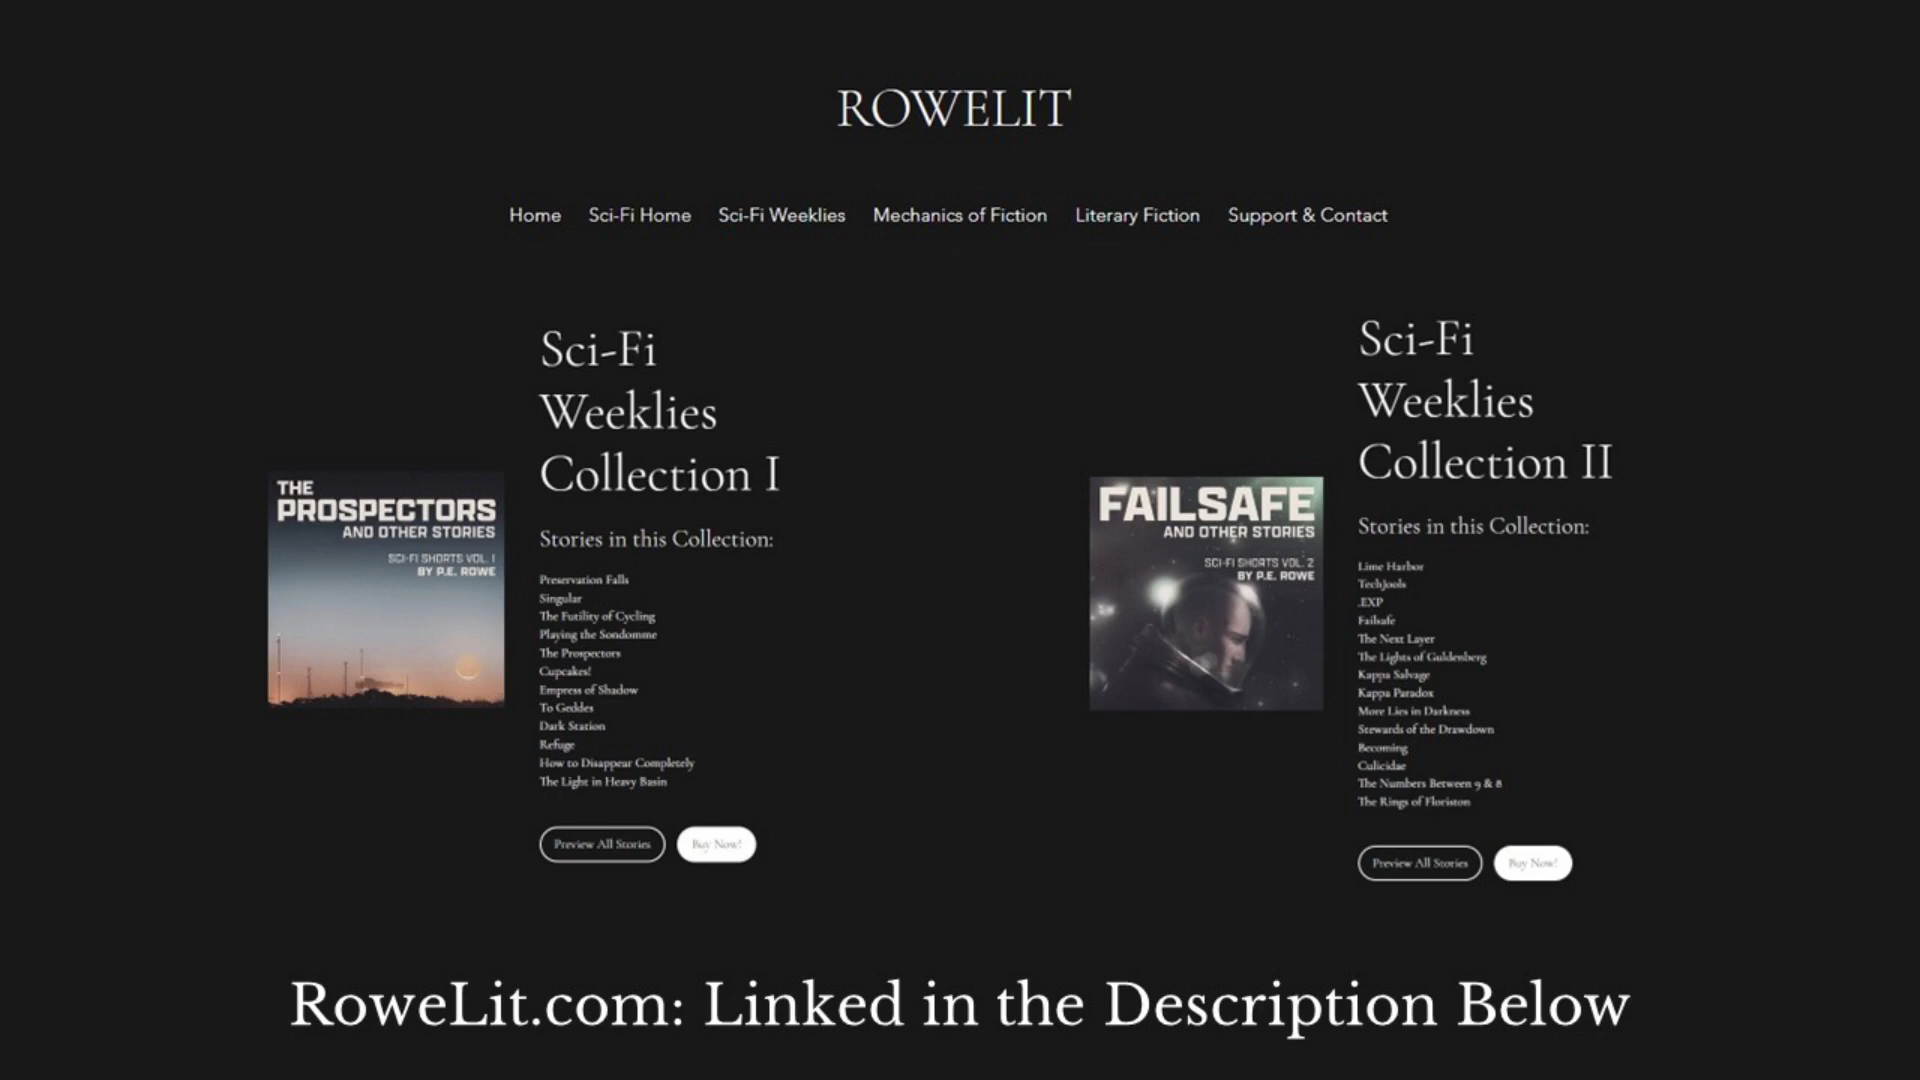 ROWELIT
Home Sci-Fi Home Sci-Fi Weeklies Mechanics of Fiction Literary Fiction Support & Contact
THE
PROSPECTORS
AND OTHER STORIES
SCI-FI SHORTS VOL. 1
BY P.E. ROWE
Sci-Fi
Weeklies
Collection I
Stories in this Collection:
Preservation Falls
Singular
The Futility of Cycling
Playing the Sondomme
The Prospectors
Cupcakes!
Empress of Shadow
To Geddes
Dark Station
Refuge
How to Disappear Completely
The Light in Heavy Basin
Preview All Stories Buy Now!
FAILSAFE
AND OTHER STORIES
SCI-FI SHORTS VOL. 2
BY P.E. ROWE
Sci-Fi
Weeklies
Collection II
Stories in this Collection:
Lime Harbor
TechJools
.EXP
Failsafe
The Next Layer
The Lights of Guldenberg
Kappa Salvage
Kappa Paradox
More Lies in Darkness
Stewards of the Drawdown
Becoming
Culicidae
The Numbers Between 9 & 8
The Rings of Floriston
Preview All Stories Buy Now!
RoweLit.com: Linked in the Description Below